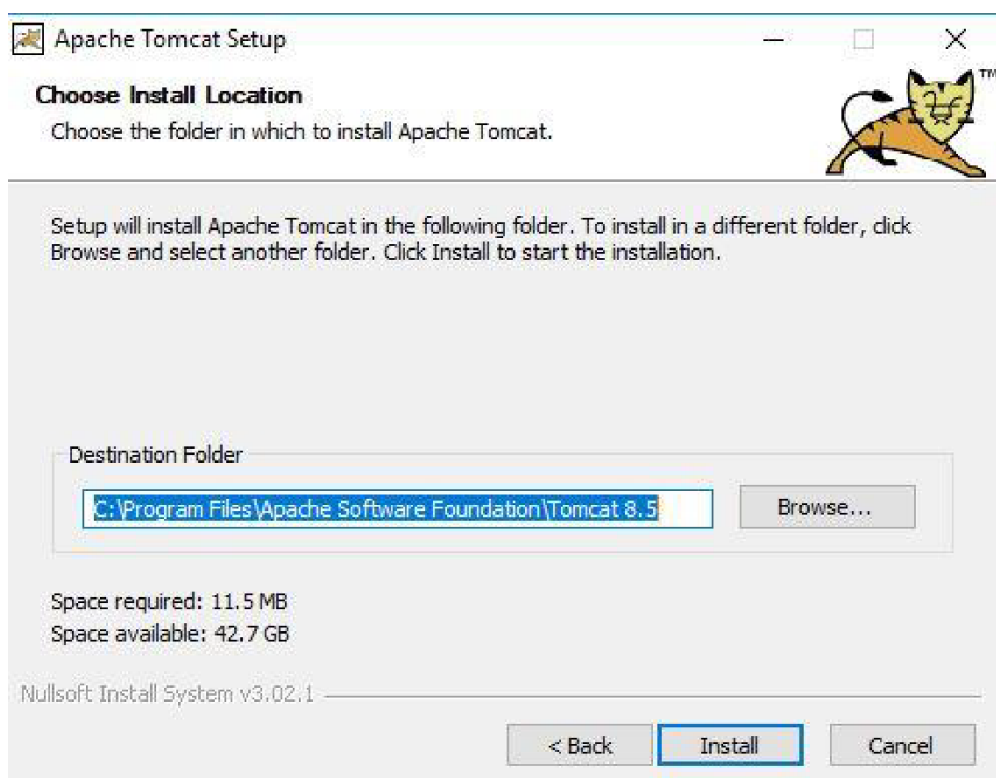 Apache Tomcat Setup
Choose Install Location
Choose the folder in which to install Apache Tomcat.
TM
Setup will install Apache Tomcat in the following folder. To install in a different folder, click
Browse and select another folder. Click Install to start the installation.
Destination Folder
C:\Program Files\Apache Software Foundation\Tomcat 8.5
Browse...
Space required: 11.5 MB
Space available: 42.7 GB
Nullsoft Install System v3.02.1
< Back
Install
Cancel